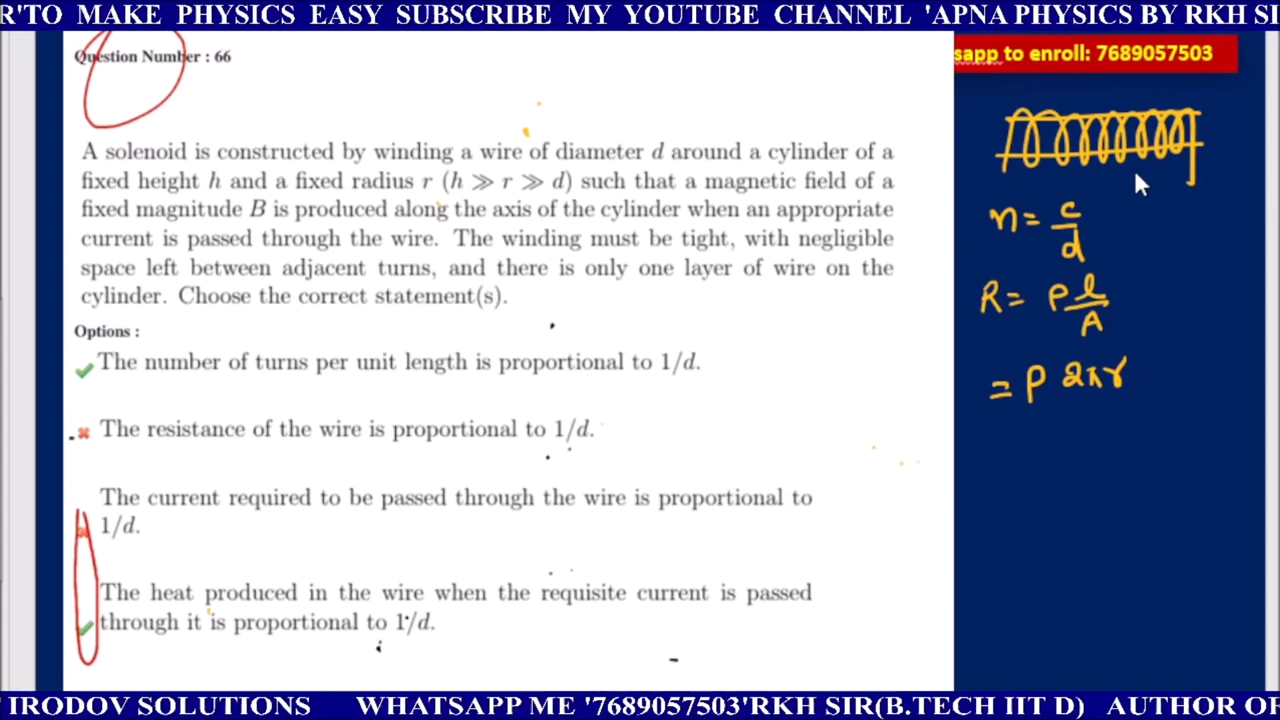 R'TO MAKE PHYSICS EASY SUBSCRIBE MY YOUTUBE CHANNEL 'APNA PHYSICS BY RKH SI
Question Number : 66
sapp to enroll: 7689057503
A solenoid is constructed by winding a wire of diameter d around a cylinder of a
fixed height h and a fixed radius r (h ≫ r ≫ d) such that a magnetic field of a
fixed magnitude B is produced along the axis of the cylinder when an appropriate
current is passed through the wire. The winding must be tight, with negligible
space left between adjacent turns, and there is only one layer of wire on the
cylinder. Choose the correct statement(s).
Options :
The number of turns per unit length is proportional to 1/d.
The resistance of the wire is proportional to 1/d.
The current required to be passed through the wire is proportional to
1/d.
The heat produced in the wire when the requisite current is passed
through it is proportional to 1/d.
n = c/d
R = ρ l/A
= ρ 2πr
IRODOV SOLUTIONS WHATSAPP ME '7689057503'RKH SIR(B.TECH IIT D) AUTHOR OF